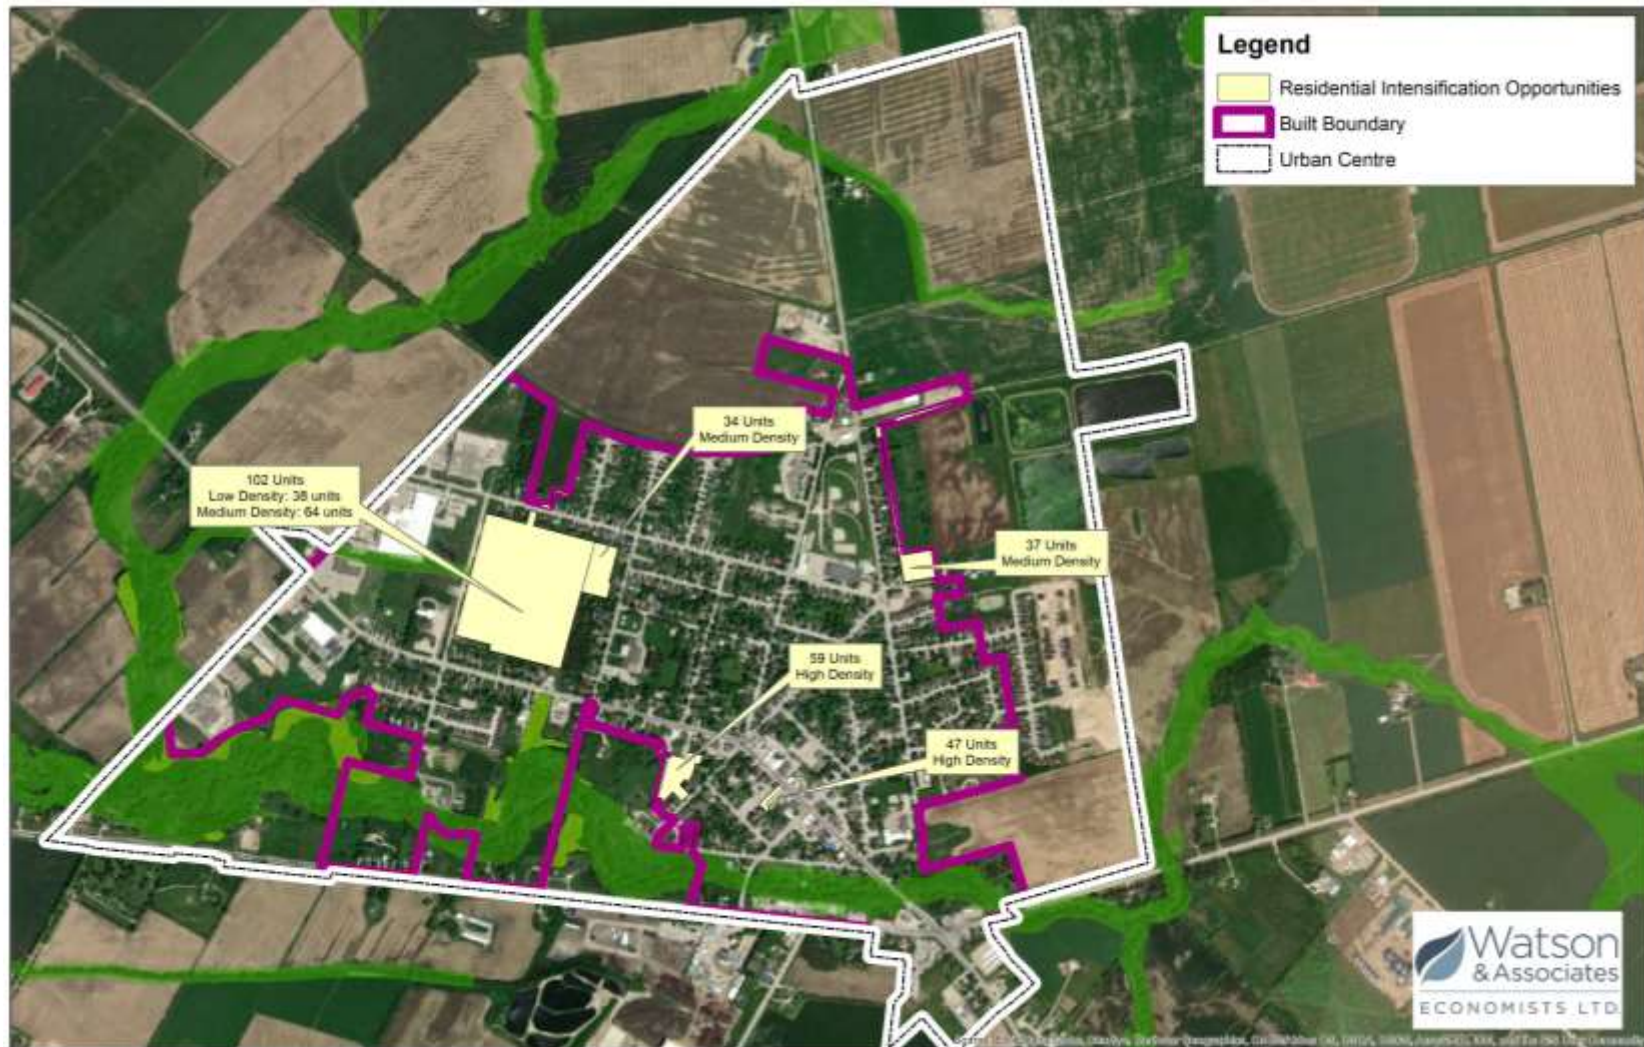 Legend
Residential Intensification Opportunities
Built Boundary
Urban Centre
34 Units
Medium Density
102 Units
Low Density: 38 units
Medium Density: 64 units
37 Units
Medium Density
59 Units
High Density
47 Units
High Density
Watson
& Associates
ECONOMISTS LTD.